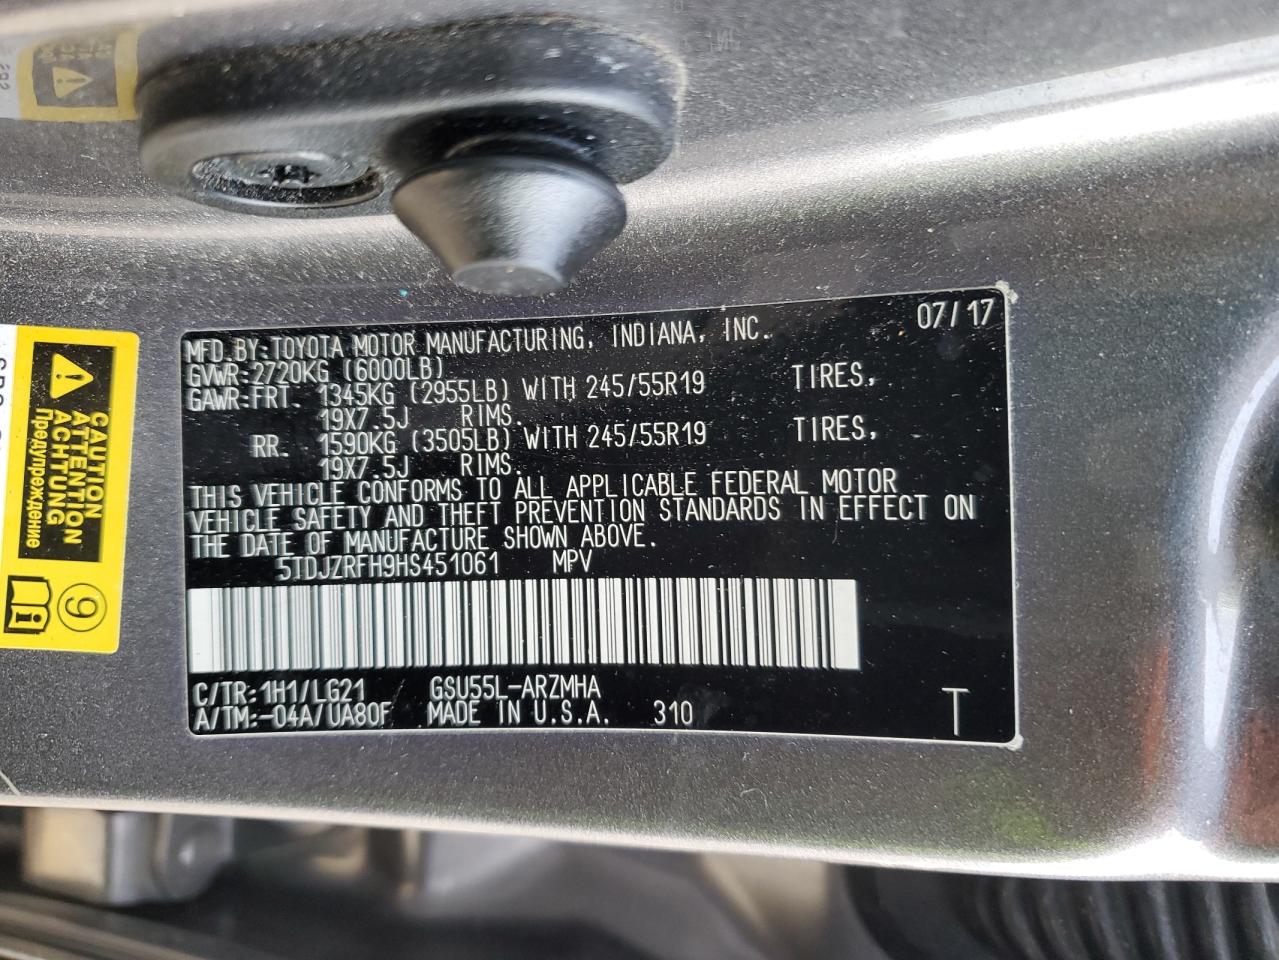 07/17
MFD.BY:TOYOTA MOTOR MANUFACTURING, INDIANA, INC.
GVWR:2720KG (6000LB)
GAWR:FRT. 1345KG (2955LB) WITH 245/55R19 TIRES,
19X7.5J RIMS.
RR. 1590KG (3505LB) WITH 245/55R19 TIRES,
19X7.5J RIMS.
THIS VEHICLE CONFORMS TO ALL APPLICABLE FEDERAL MOTOR
VEHICLE SAFETY AND THEFT PREVENTION STANDARDS IN EFFECT ON
THE DATE OF MANUFACTURE SHOWN ABOVE.
5TDJZRFH9HS451061 MPV
C/TR:1H1/LG21 GSU55L-ARZMHA
A/TM:-04A/UA80F MADE IN U.S.A. 310 T
CAUTION
ATTENTION
ACHTUNG
Предупреждение
9